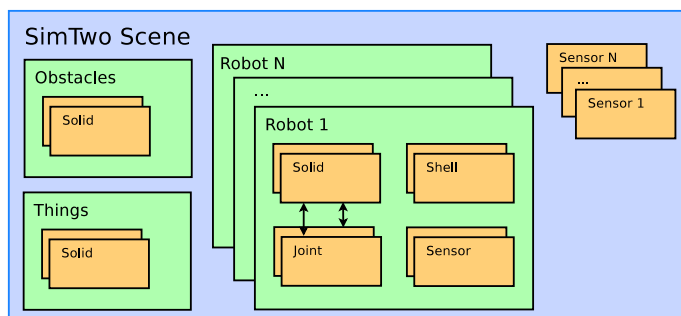 SimTwo Scene
Obstacles
Solid
Things
Solid
Robot N
...
Robot 1
Solid
Shell
Joint
Sensor
Sensor N
...
Sensor 1